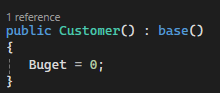 1 reference
public Customer() : base()
{
Buget = 0;
}